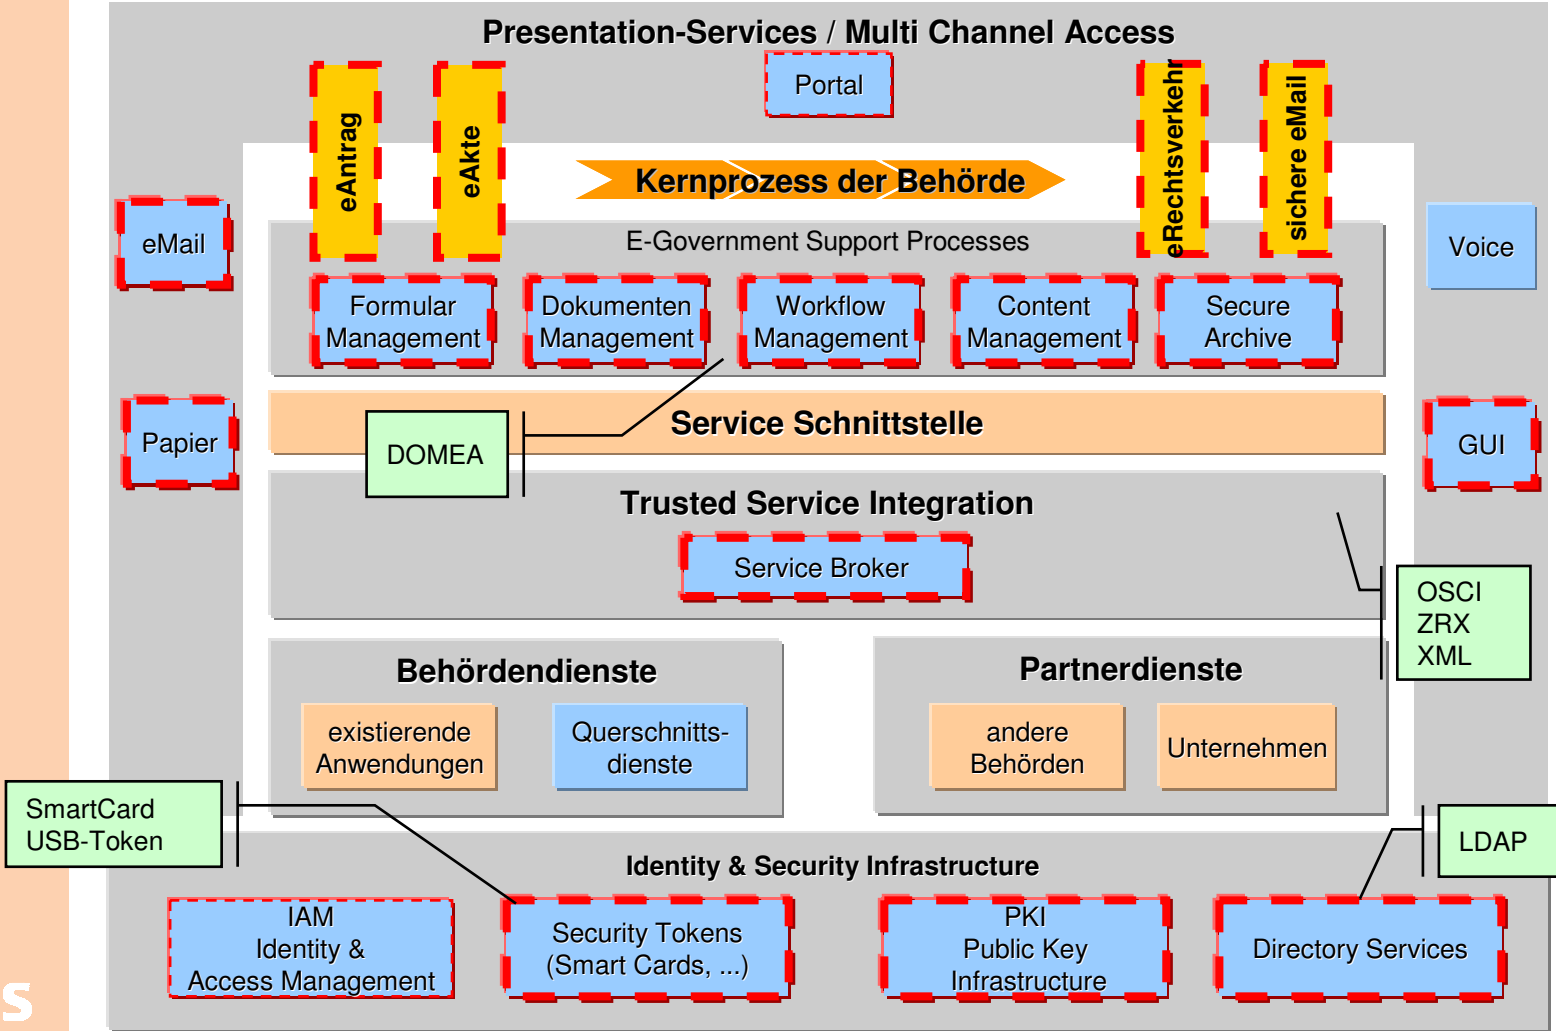 Presentation-Services / Multi Channel Access
Portal
eAntrag
eAkte
eRechtsverkehr
sichere eMail
Kernprozess der Behörde
eMail
Voice
E-Government Support Processes
Formular
Management
Dokumenten
Management
Workflow
Management
Content
Management
Secure
Archive
Papier
GUI
Service Schnittstelle
DOMEA
Trusted Service Integration
Service Broker
OSCI
ZRX
XML
Behördendienste
existierende
Anwendungen
Querschnitts-
dienste
Partnerdienste
andere
Behörden
Unternehmen
SmartCard
USB-Token
LDAP
Identity & Security Infrastructure
IAM
Identity &
Access Management
Security Tokens
(Smart Cards, ...)
PKI
Public Key
Infrastructure
Directory Services
s